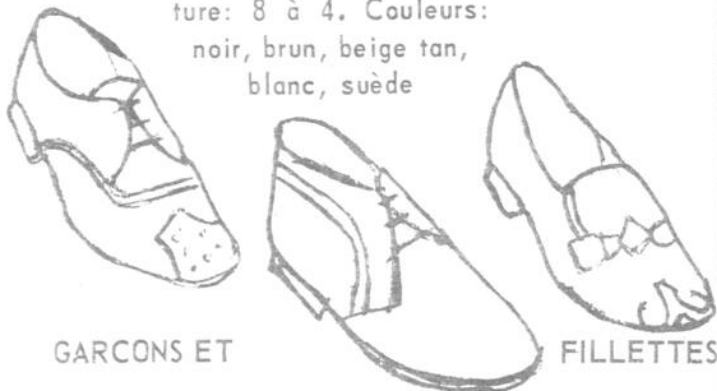 ture: 8 à 4. Couleurs:
noir, brun, beige tan,
blanc, suède
GARCONS ET
FILLETTES